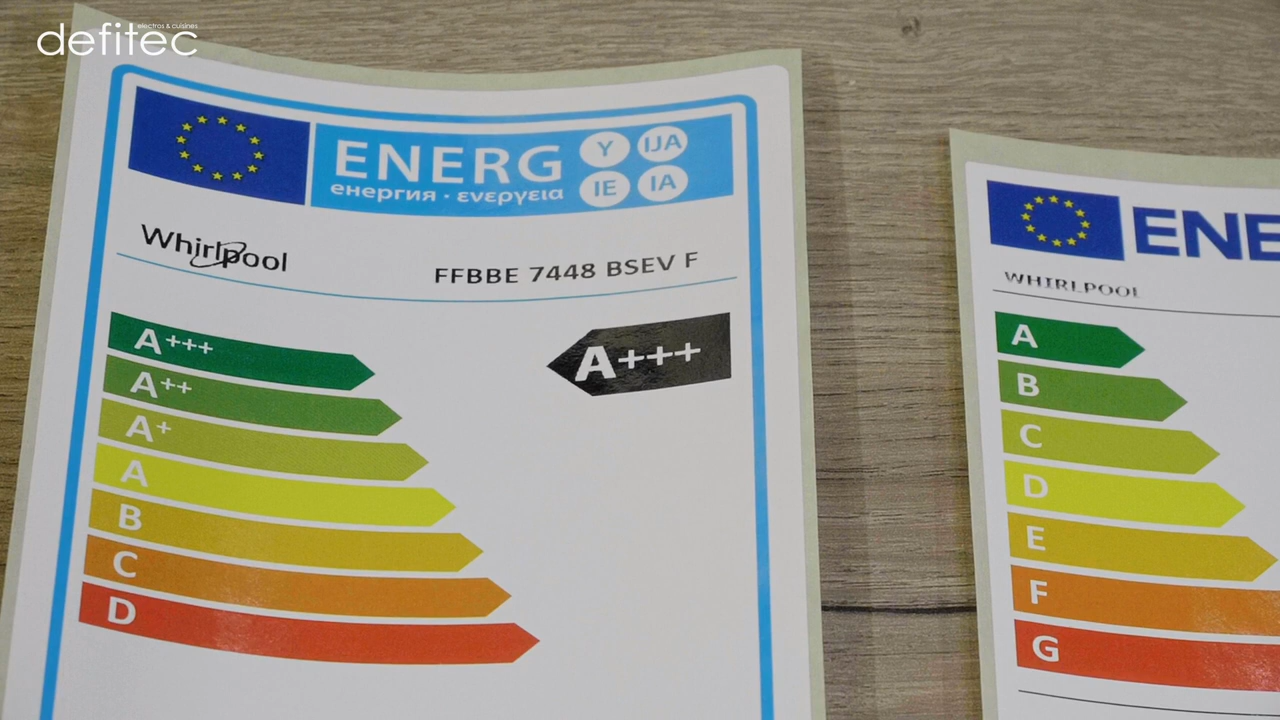 electros & cuisines
defitec
ENERG
Y IJA
IE IA
енергия · ενεργεια
Whirlpool
FFBBE 7448 BSEV F
A+++
A++
A+
A
B
C
D
A+++
ENE
WHIRLPOOL
A
B
C
D
E
F
G